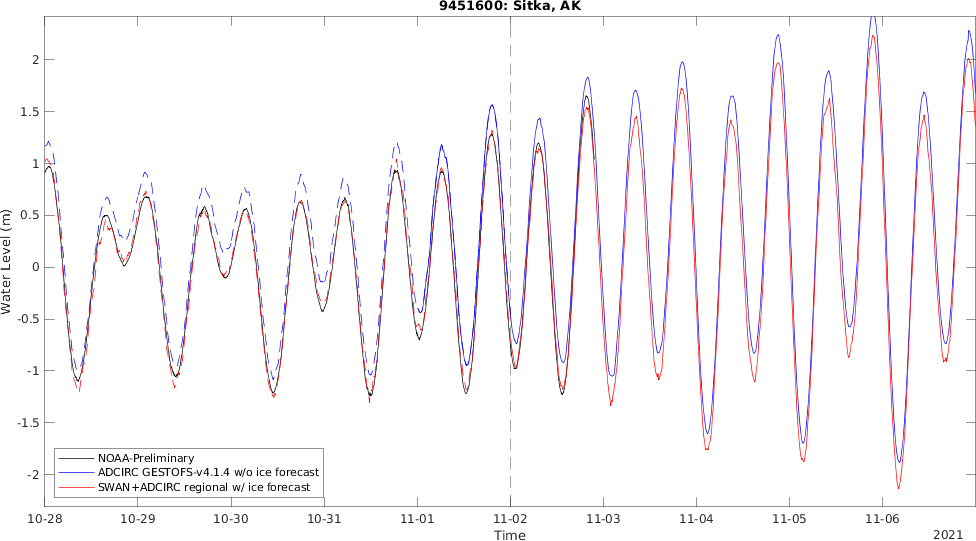 9451600: Sitka, AK
Water Level (m)
2
1.5
1
0.5
0
-0.5
-1
-1.5
-2
NOAA-Preliminary
ADCIRC GESTOFS-v4.1.4 w/o ice forecast
SWAN+ADCIRC regional w/ ice forecast
10-28 10-29 10-30 10-31 11-01 11-02 11-03 11-04 11-05 11-06
Time
2021